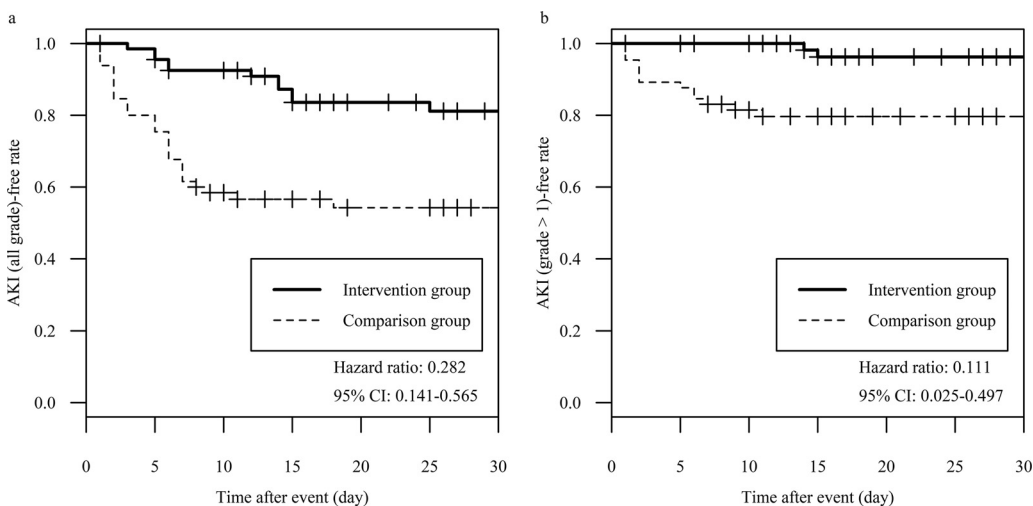 a
AKI (all grade)-free rate
1.0
0.8
0.6
0.4
0.2
0.0
Intervention group
Comparison group
Hazard ratio: 0.282
95% CI: 0.141-0.565
0 5 10 15 20 25 30
Time after event (day)
b
AKI (grade > 1)-free rate
1.0
0.8
0.6
0.4
0.2
0.0
Intervention group
Comparison group
Hazard ratio: 0.111
95% CI: 0.025-0.497
0 5 10 15 20 25 30
Time after event (day)